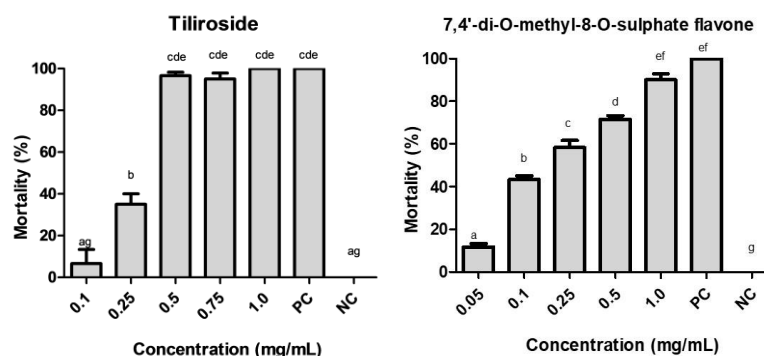 Tiliroside
Mortality (%)
100
80
60
40
20
0
ag
b
cde
cde
cde
cde
ag
0.1
0.25
0.5
0.75
1.0
PC
NC
Concentration (mg/mL)
7,4'-di-O-methyl-8-O-sulphate flavone
Mortality (%)
100
80
60
40
20
0
a
b
c
d
ef
ef
g
0.05
0.1
0.25
0.5
1.0
PC
NC
Concentration (mg/mL)